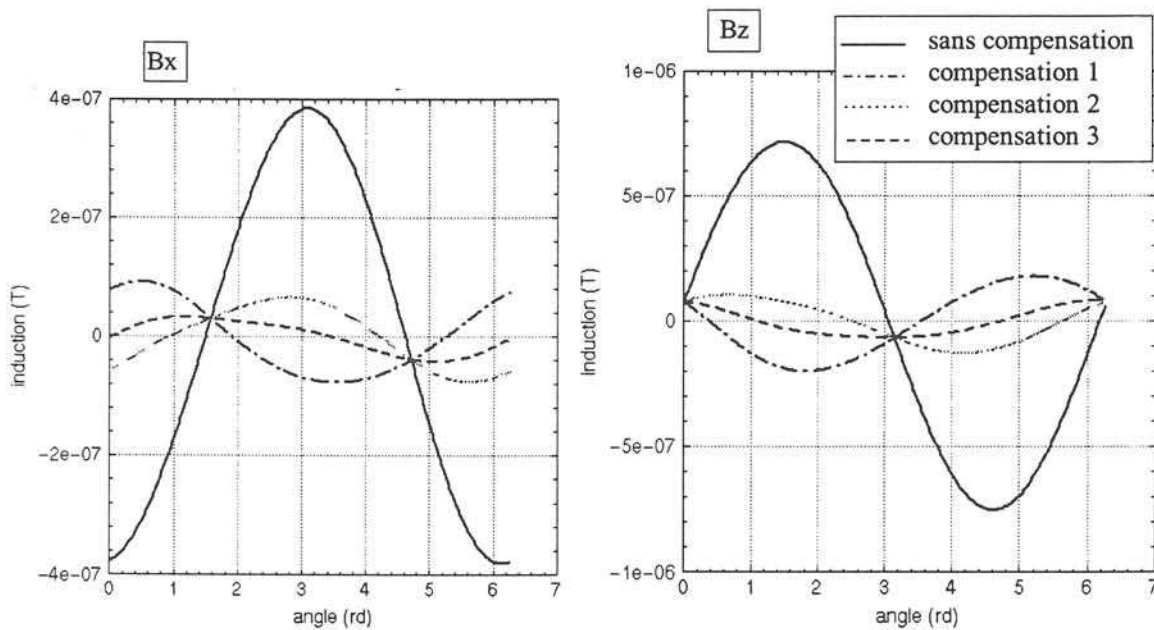 Bx
4e-07
2e-07
0
-2e-07
-4e-07
induction (T)
0 1 2 3 4 5 6 7
angle (rd)
Bz
sans compensation
compensation 1
compensation 2
compensation 3
1e-06
5e-07
0
-5e-07
-1e-06
induction (T)
0 1 2 3 4 5 6 7
angle (rd)